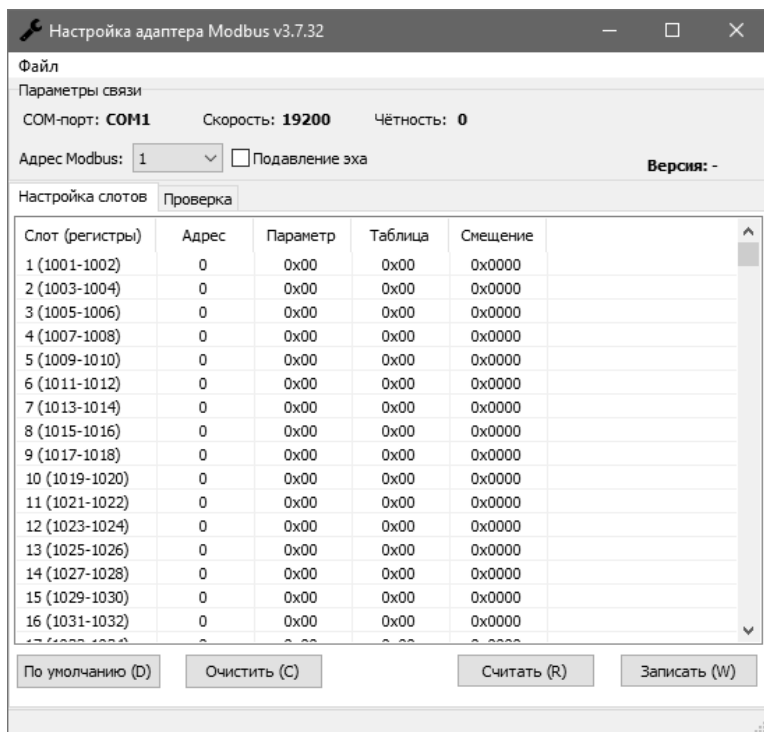 Настройка адаптера Modbus v3.7.32
Файл
Параметры связи
COM-порт: COM1 Скорость: 19200 Чётность: 0
Адрес Modbus: 1 Подавление эха
Версия: -
Настройка слотов Проверка
Слот (регистры) Адрес Параметр Таблица Смещение
1 (1001-1002) 0 0x00 0x00 0x0000
2 (1003-1004) 0 0x00 0x00 0x0000
3 (1005-1006) 0 0x00 0x00 0x0000
4 (1007-1008) 0 0x00 0x00 0x0000
5 (1009-1010) 0 0x00 0x00 0x0000
6 (1011-1012) 0 0x00 0x00 0x0000
7 (1013-1014) 0 0x00 0x00 0x0000
8 (1015-1016) 0 0x00 0x00 0x0000
9 (1017-1018) 0 0x00 0x00 0x0000
10 (1019-1020) 0 0x00 0x00 0x0000
11 (1021-1022) 0 0x00 0x00 0x0000
12 (1023-1024) 0 0x00 0x00 0x0000
13 (1025-1026) 0 0x00 0x00 0x0000
14 (1027-1028) 0 0x00 0x00 0x0000
15 (1029-1030) 0 0x00 0x00 0x0000
16 (1031-1032) 0 0x00 0x00 0x0000
По умолчанию (D) Очистить (C) Считать (R) Записать (W)